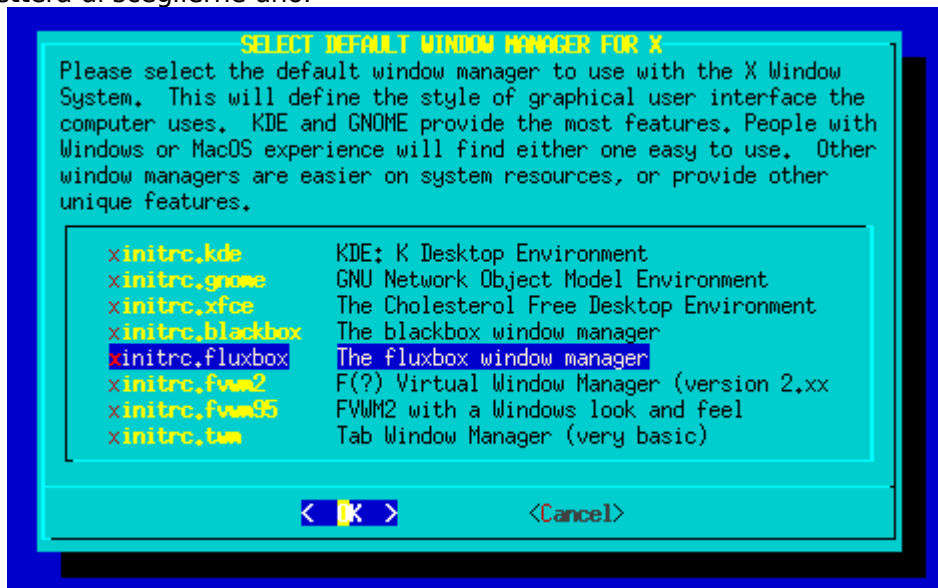 di sceglierne uno.
SELECT DEFAULT WINDOW MANAGER FOR X
Please select the default window manager to use with the X Window
System.  This will define the style of graphical user interface the
computer uses.  KDE and GNOME provide the most features. People with
Windows or MacOS experience will find either one easy to use.  Other
window managers are easier on system resources, or provide other
unique features.
xinitrc.kde KDE: K Desktop Environment
xinitrc.gnome GNU Network Object Model Environment
xinitrc.xfce The Cholesterol Free Desktop Environment
xinitrc.blackbox The blackbox window manager
xinitrc.fluxbox The fluxbox window manager
xinitrc.fvwm2 F(?) Virtual Window Manager (version 2.xx
xinitrc.fvwm95 FVWM2 with a Windows look and feel
xinitrc.twm Tab Window Manager (very basic)
< OK > <Cancel>